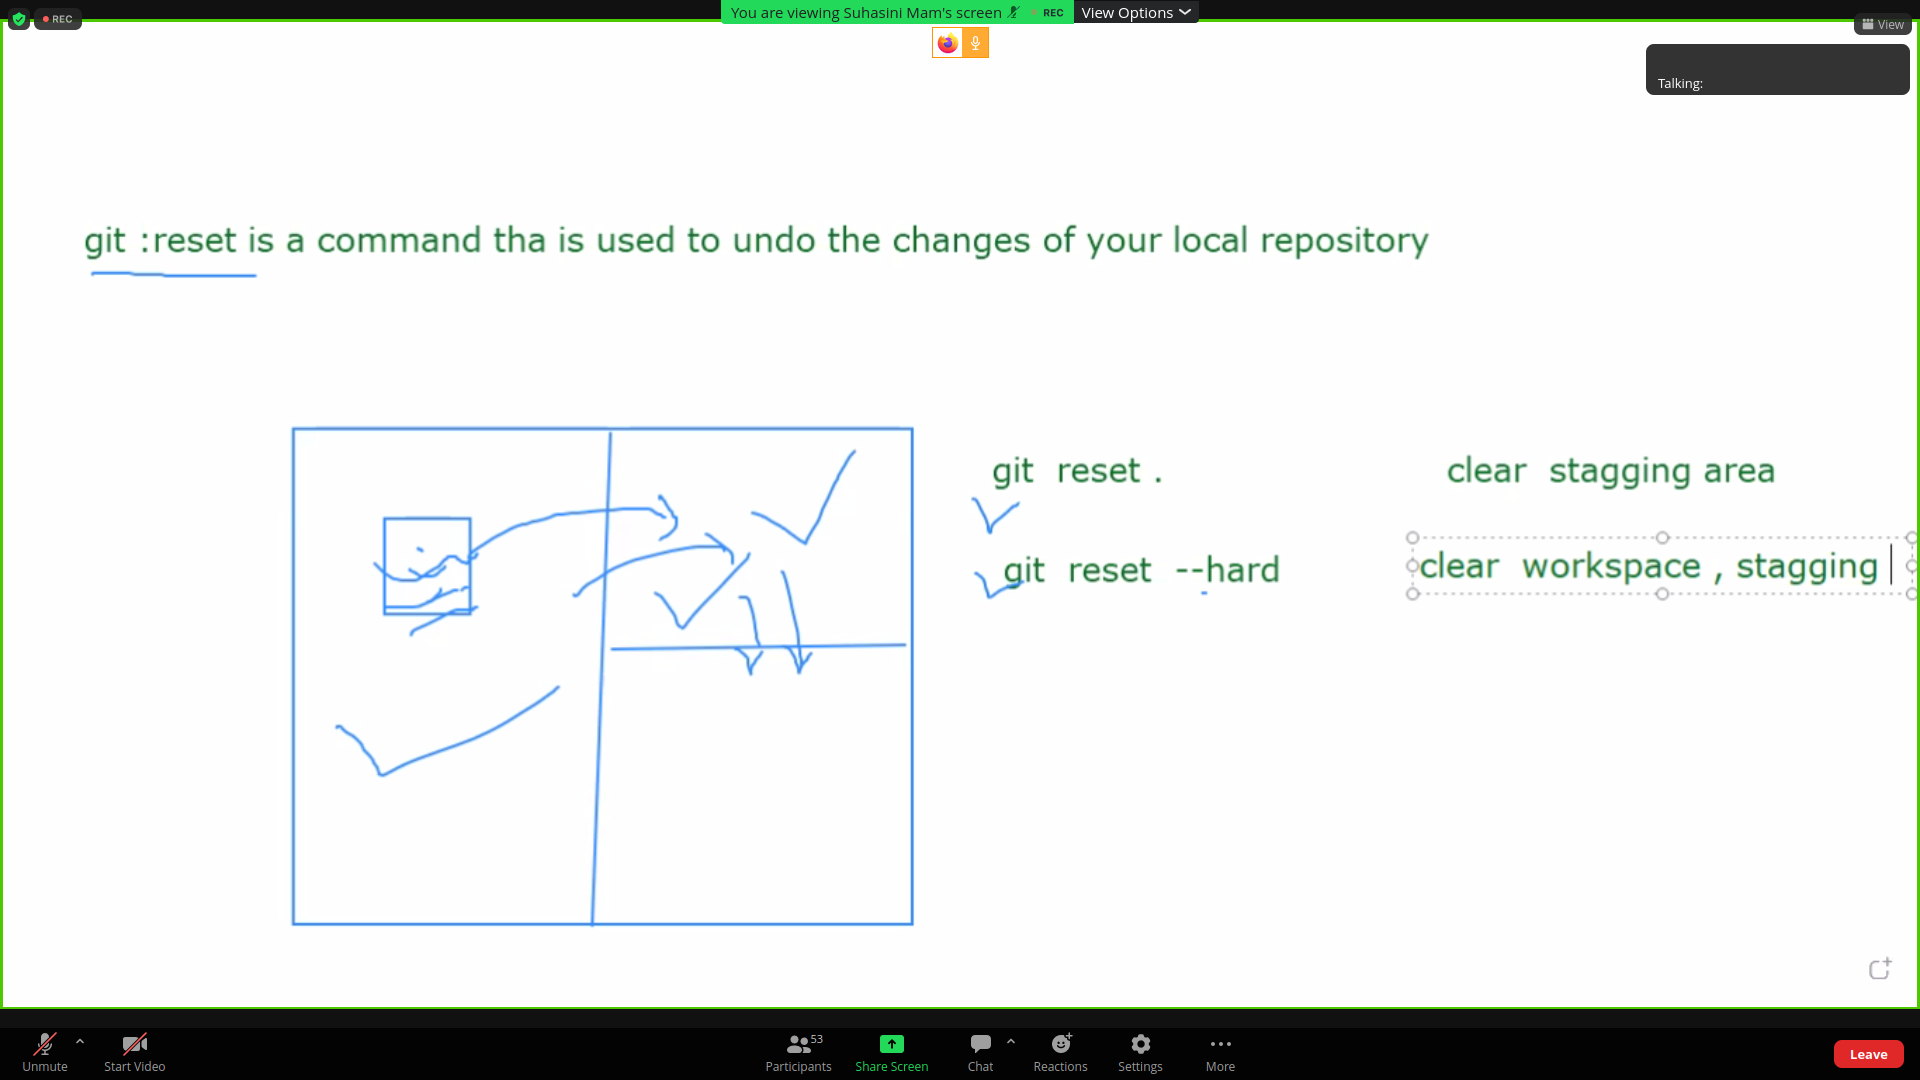 REC
You are viewing Suhasini Mam's screen REC View Options
View
Talking:
git :reset is a command tha is used to undo the changes of your local repository
git reset . clear stagging area
git reset --hard clear workspace , stagging
Unmute Start Video Participants 53 Share Screen Chat Reactions Settings More Leave